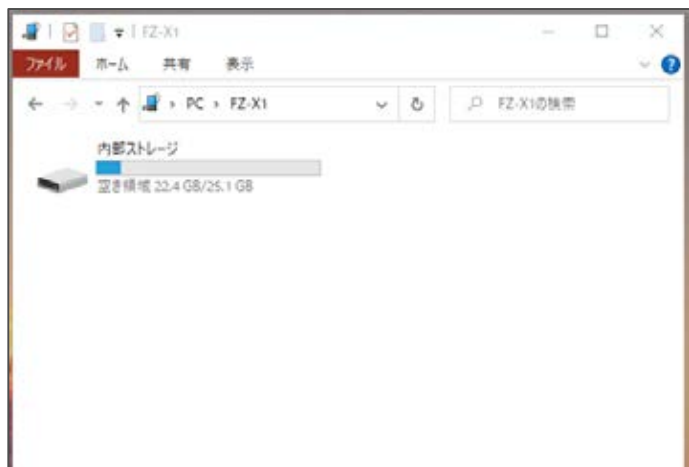 FZ-X1
ファイル ホーム 共有 表示
PC › FZ-X1 FZ-X1の検索
内部ストレージ
空き領域 22.4 GB/25.1 GB